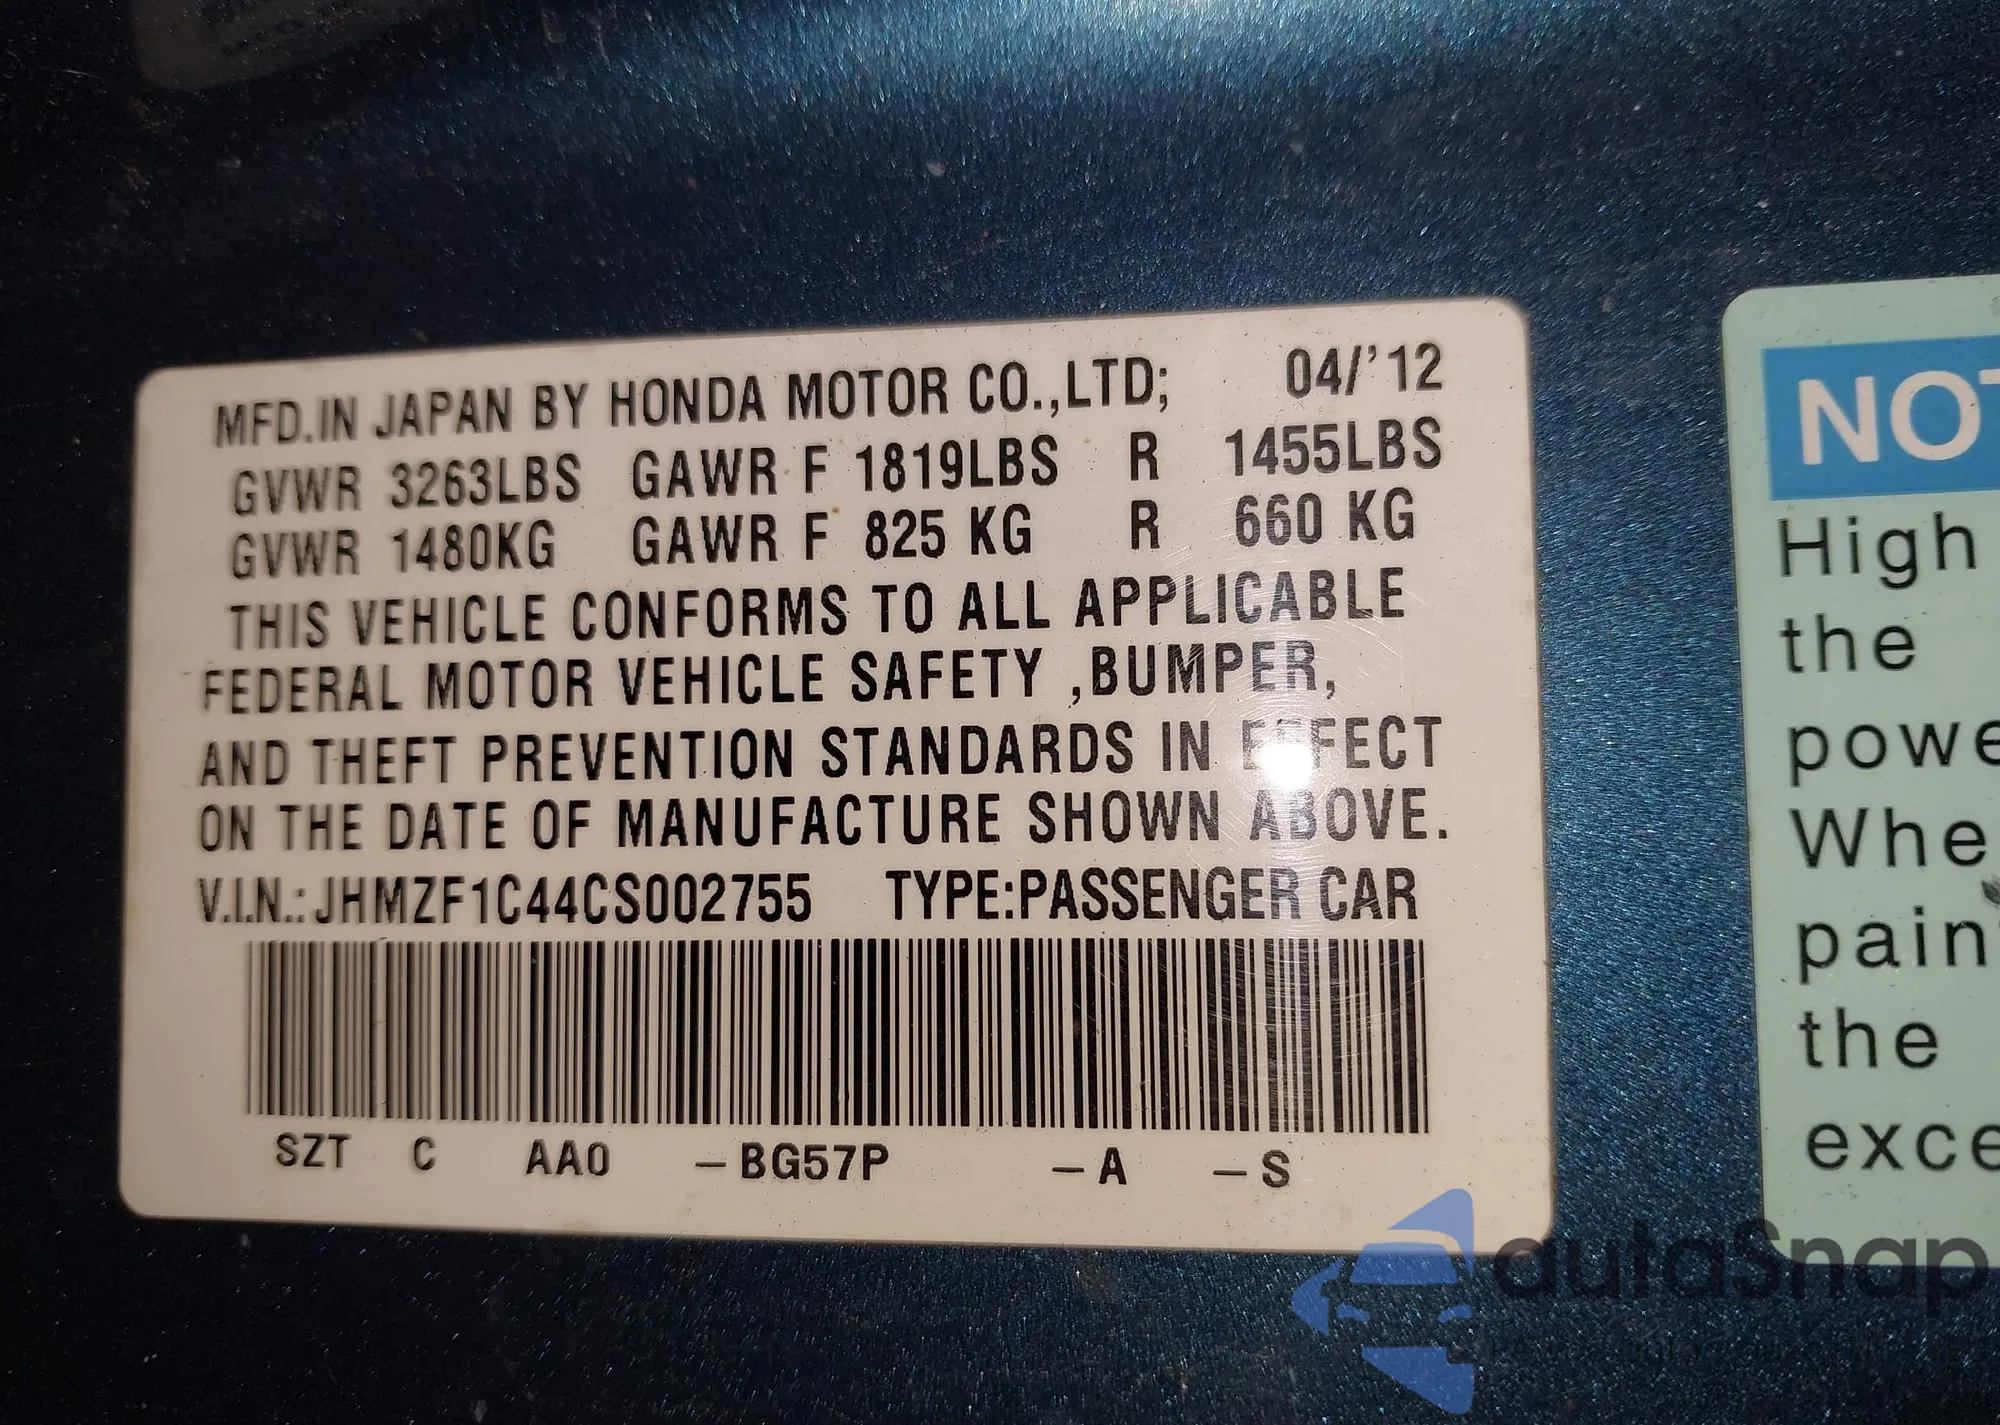 MFD.IN JAPAN BY HONDA MOTOR CO.,LTD; 04/'12
GVWR 3263LBS GAWR F 1819LBS R 1455LBS
GVWR 1480KG GAWR F 825 KG R 660 KG
THIS VEHICLE CONFORMS TO ALL APPLICABLE
FEDERAL MOTOR VEHICLE SAFETY ,BUMPER,
AND THEFT PREVENTION STANDARDS IN EFFECT
ON THE DATE OF MANUFACTURE SHOWN ABOVE.
V.I.N.:JHMZF1C44CS002755 TYPE:PASSENGER CAR
SZT C AA0 -BG57P -A -S
NOT
High
the
powe
Whe
pain
the
exce
autaSnap